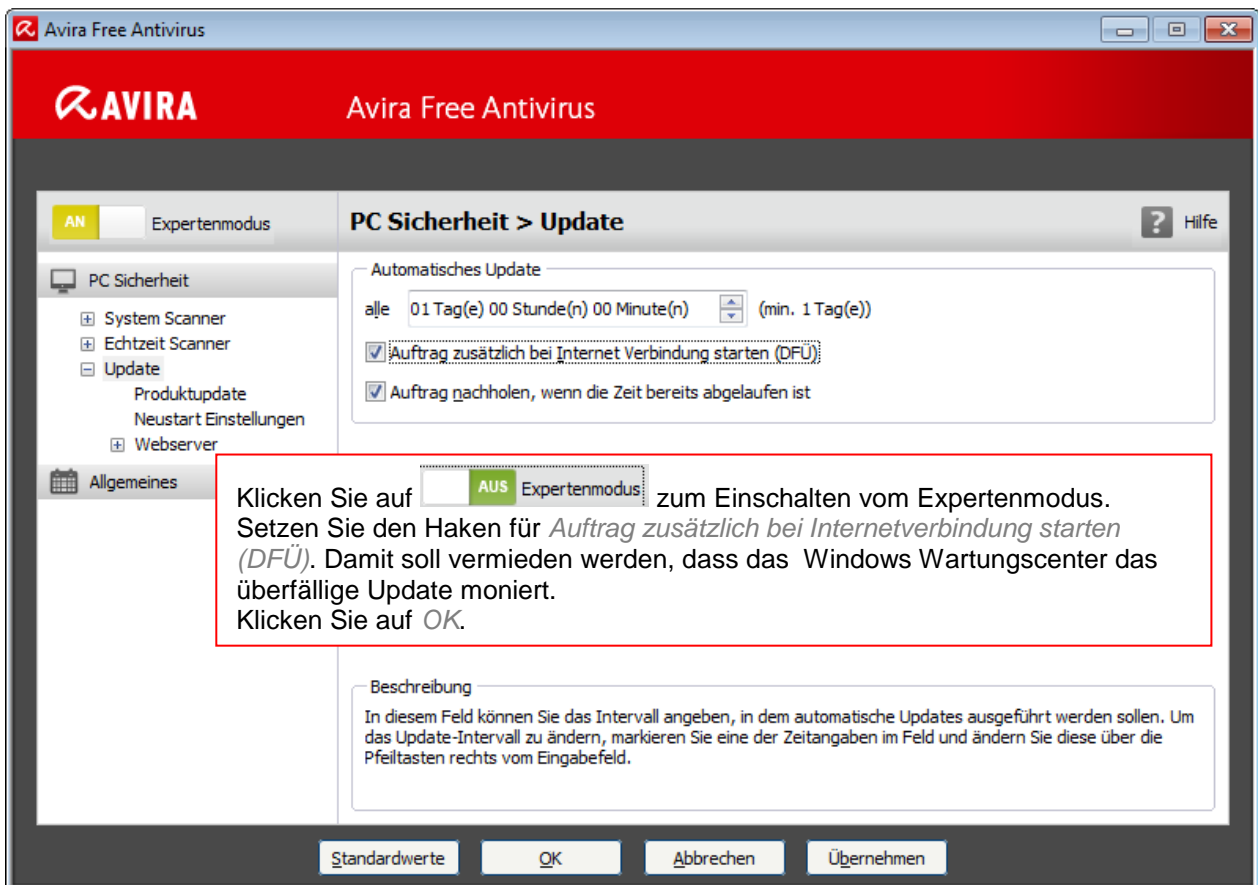 Avira Free Antivirus
AVIRA
Avira Free Antivirus
AN
Expertenmodus
PC Sicherheit > Update
? Hilfe
PC Sicherheit
System Scanner
Echtzeit Scanner
Update
Produktupdate
Neustart Einstellungen
Webserver
Allgemeines
Automatisches Update
alle 01 Tag(e) 00 Stunde(n) 00 Minute(n) (min. 1 Tag(e))
Auftrag zusätzlich bei Internet Verbindung starten (DFÜ)
Auftrag nachholen, wenn die Zeit bereits abgelaufen ist
Klicken Sie auf AUS Expertenmodus zum Einschalten vom Expertenmodus.
Setzen Sie den Haken für Auftrag zusätzlich bei Internetverbindung starten
(DFÜ). Damit soll vermieden werden, dass das Windows Wartungscenter das
überfällige Update moniert.
Klicken Sie auf OK.
Beschreibung
In diesem Feld können Sie das Intervall angeben, in dem automatische Updates ausgeführt werden sollen. Um
das Update-Intervall zu ändern, markieren Sie eine der Zeitangaben im Feld und ändern Sie diese über die
Pfeiltasten rechts vom Eingabefeld.
Standardwerte
OK
Abbrechen
Übernehmen